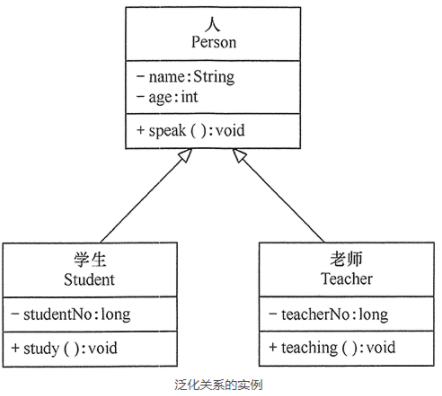 人
Person
- name:String
- age:int
+ speak ( ):void
学生
Student
- studentNo:long
+ study ( ):void
老师
Teacher
- teacherNo:long
+ teaching ( ):void
泛化关系的实例